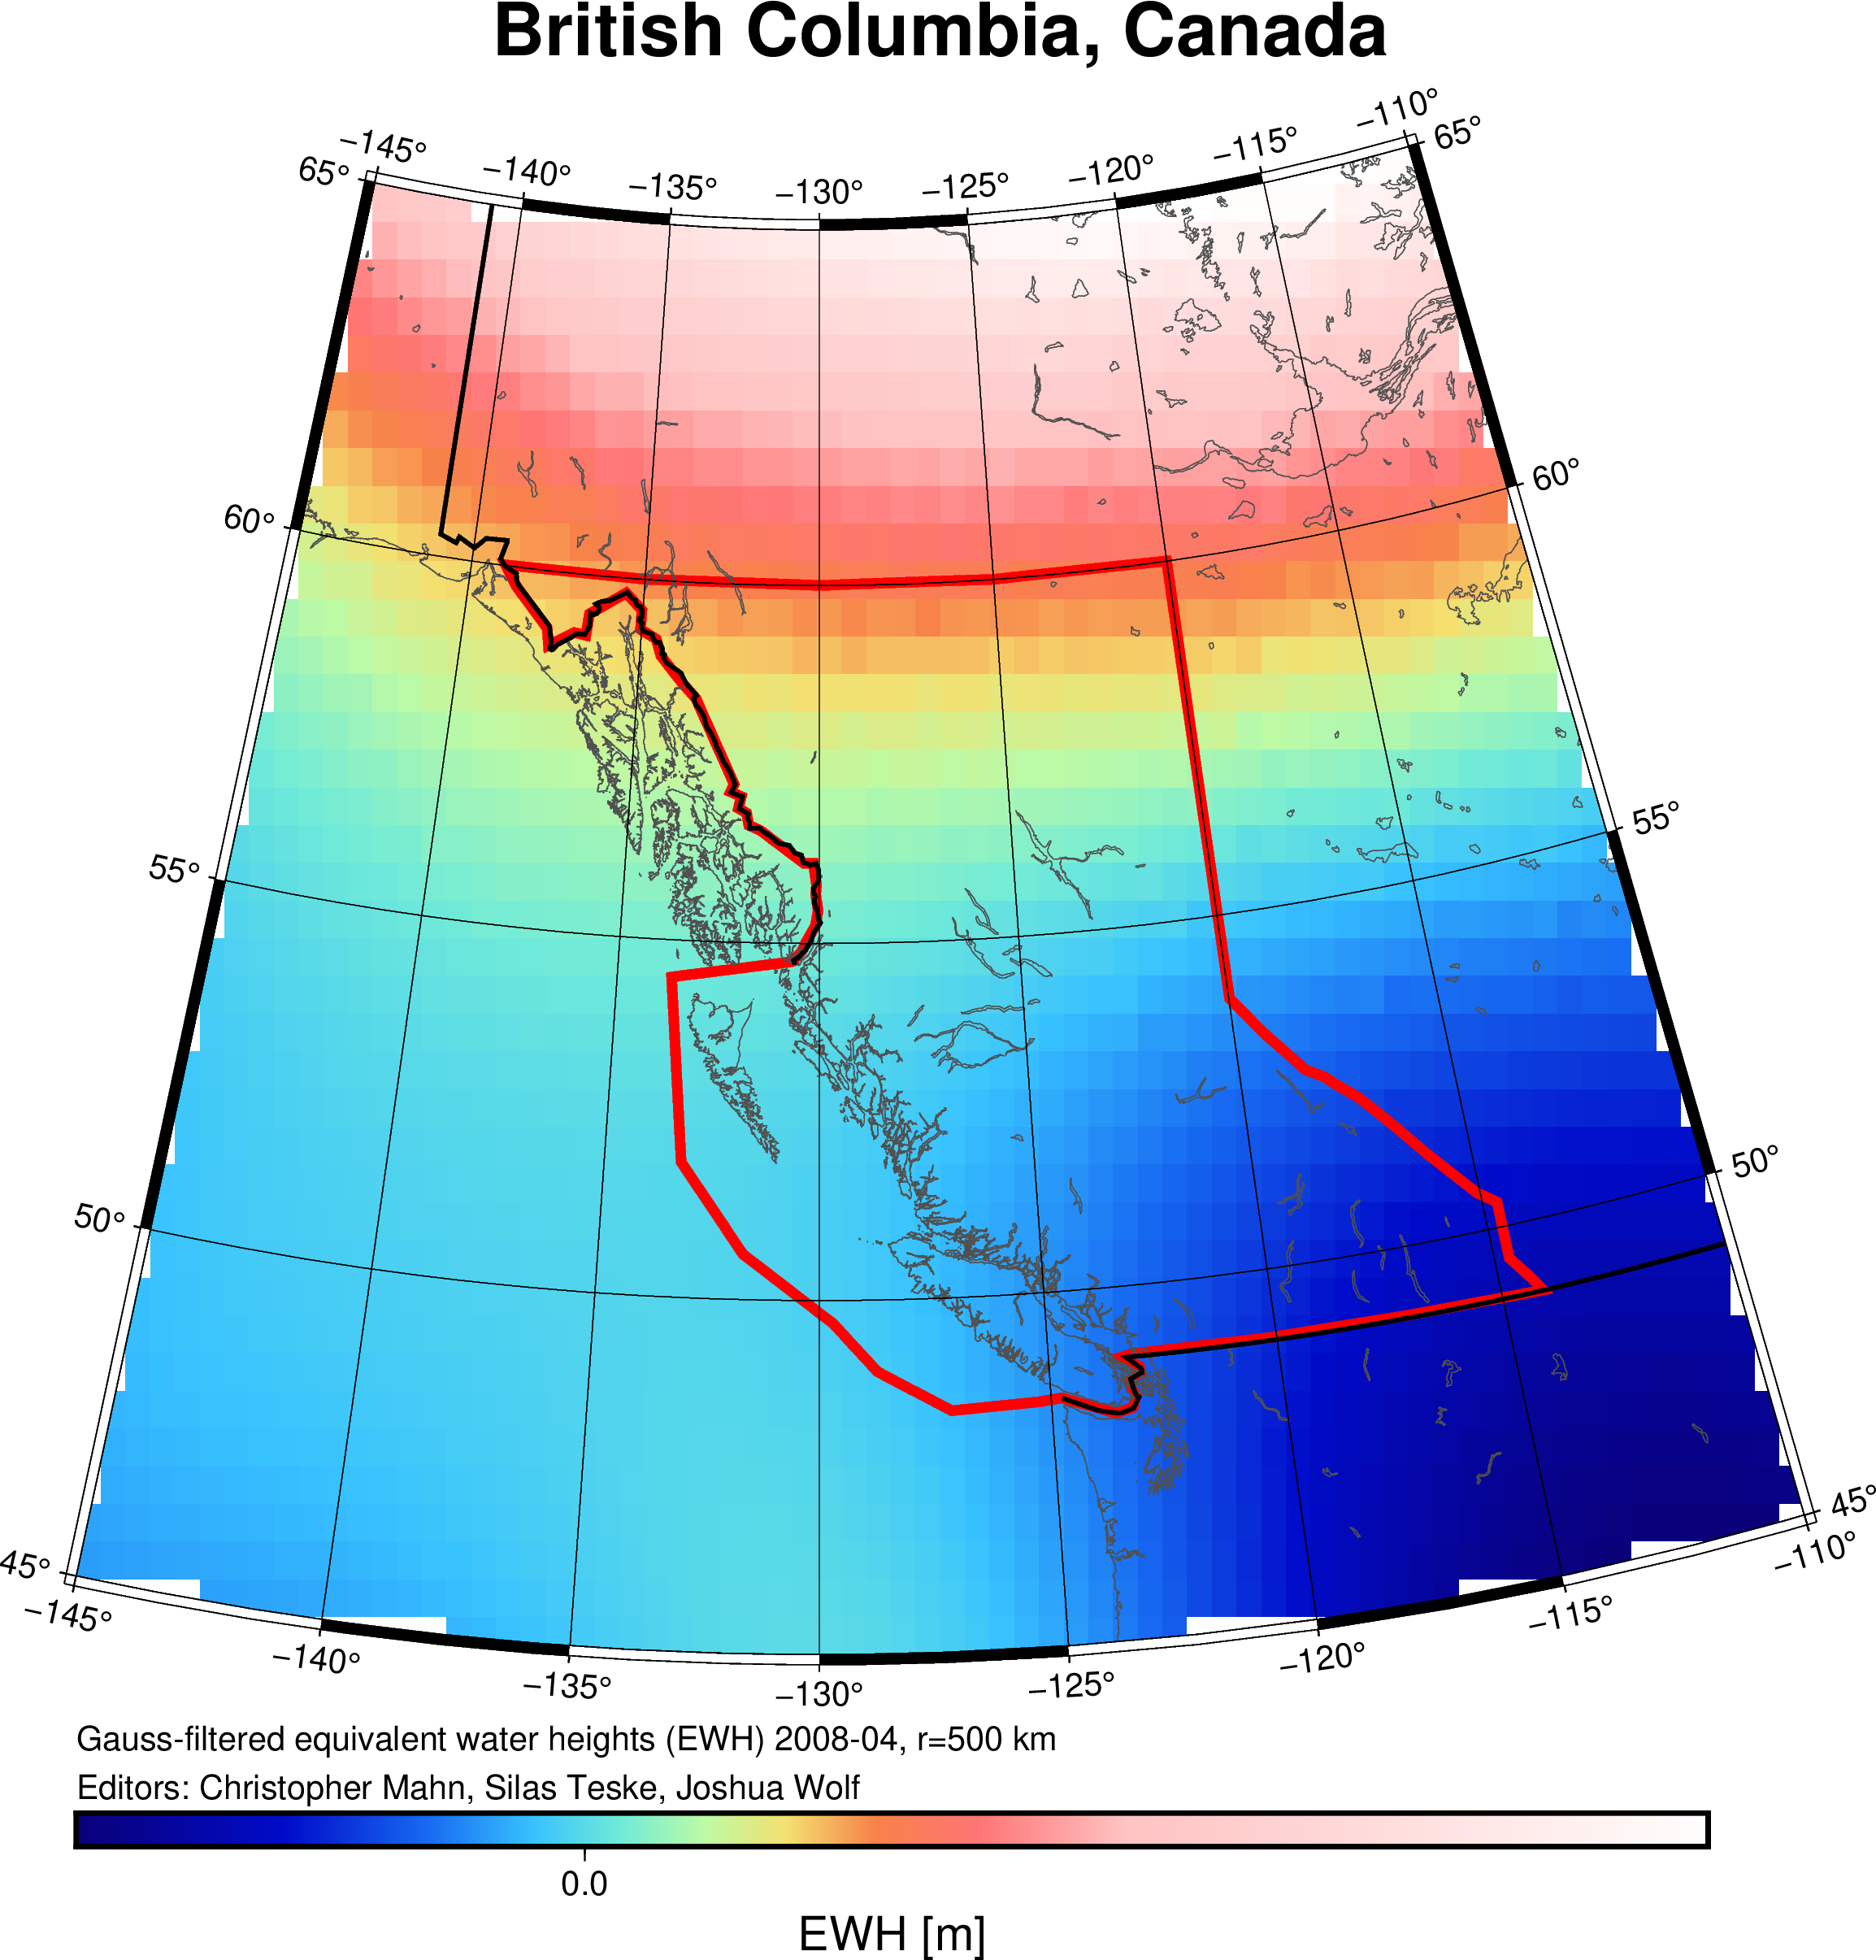 British Columbia, Canada
−145° −140° −135° −130° −125° −120° −115° −110°
65° 65°
60° 60°
55° 55°
50° 50°
45° 45°
−145° −140° −135° −130° −125° −120° −115° −110°
Gauss-filtered equivalent water heights (EWH) 2008-04, r=500 km
Editors: Christopher Mahn, Silas Teske, Joshua Wolf
0.0
EWH [m]